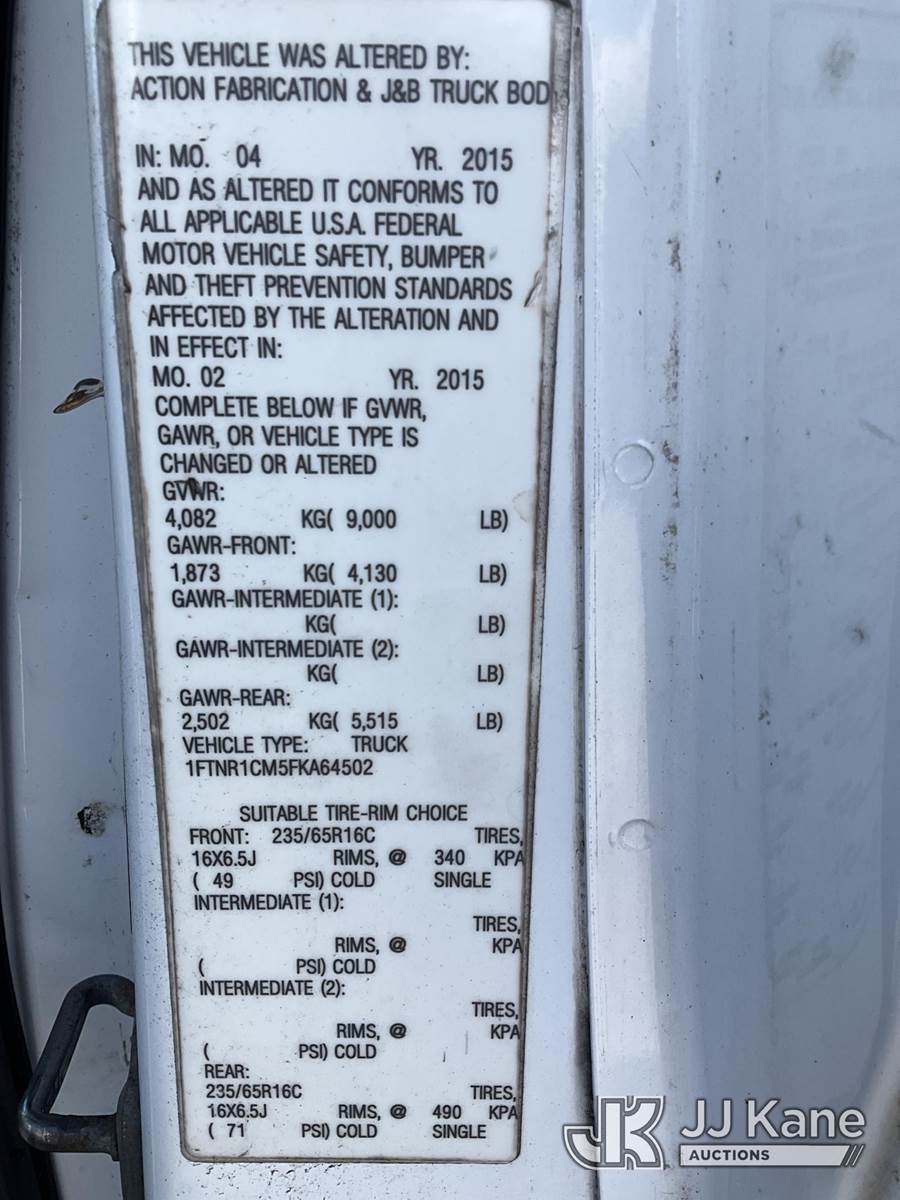 THIS VEHICLE WAS ALTERED BY:
ACTION FABRICATION & J&B TRUCK BOD
IN: MO. 04 YR. 2015
AND AS ALTERED IT CONFORMS TO
ALL APPLICABLE U.S.A. FEDERAL
MOTOR VEHICLE SAFETY, BUMPER
AND THEFT PREVENTION STANDARDS
AFFECTED BY THE ALTERATION AND
IN EFFECT IN:
MO. 02 YR. 2015
COMPLETE BELOW IF GVWR,
GAWR, OR VEHICLE TYPE IS
CHANGED OR ALTERED
GVWR:
4,082 KG( 9,000 LB)
GAWR-FRONT:
1,873 KG( 4,130 LB)
GAWR-INTERMEDIATE (1):
KG( LB)
GAWR-INTERMEDIATE (2):
KG( LB)
GAWR-REAR:
2,502 KG( 5,515 LB)
VEHICLE TYPE: TRUCK
1FTNR1CM5FKA64502
SUITABLE TIRE-RIM CHOICE
FRONT: 235/65R16C TIRES,
16X6.5J RIMS, @ 340 KPA
( 49 PSI) COLD SINGLE
INTERMEDIATE (1):
TIRES,
RIMS, @ KPA
( PSI) COLD
INTERMEDIATE (2):
TIRES,
RIMS, @ KPA
( PSI) COLD
REAR:
235/65R16C TIRES,
16X6.5J RIMS, @ 490 KPA
( 71 PSI) COLD SINGLE
JK JJ Kane
AUCTIONS